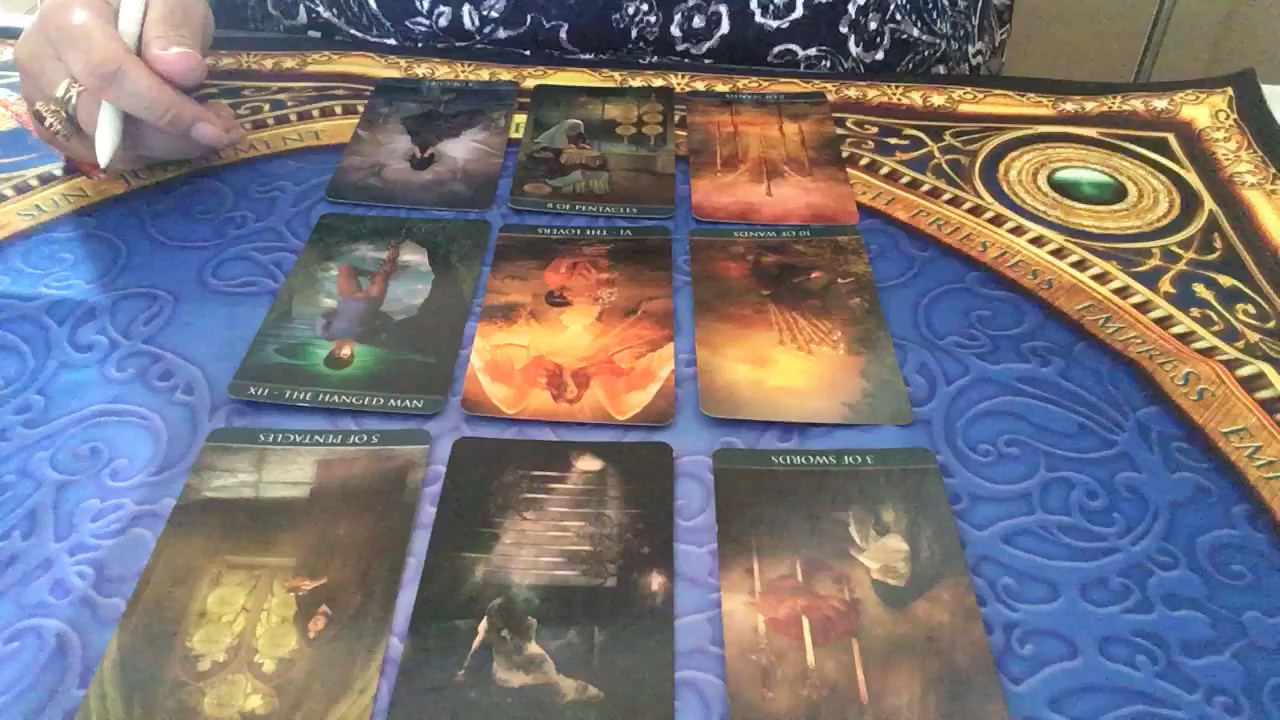 SUN JUDGEMENT
8 OF PENTACLES
HIGH PRIESTESS EMPRESS
VI - THE LOVERS
10 OF WANDS
XII - THE HANGED MAN
5 OF PENTACLES
3 OF SWORDS